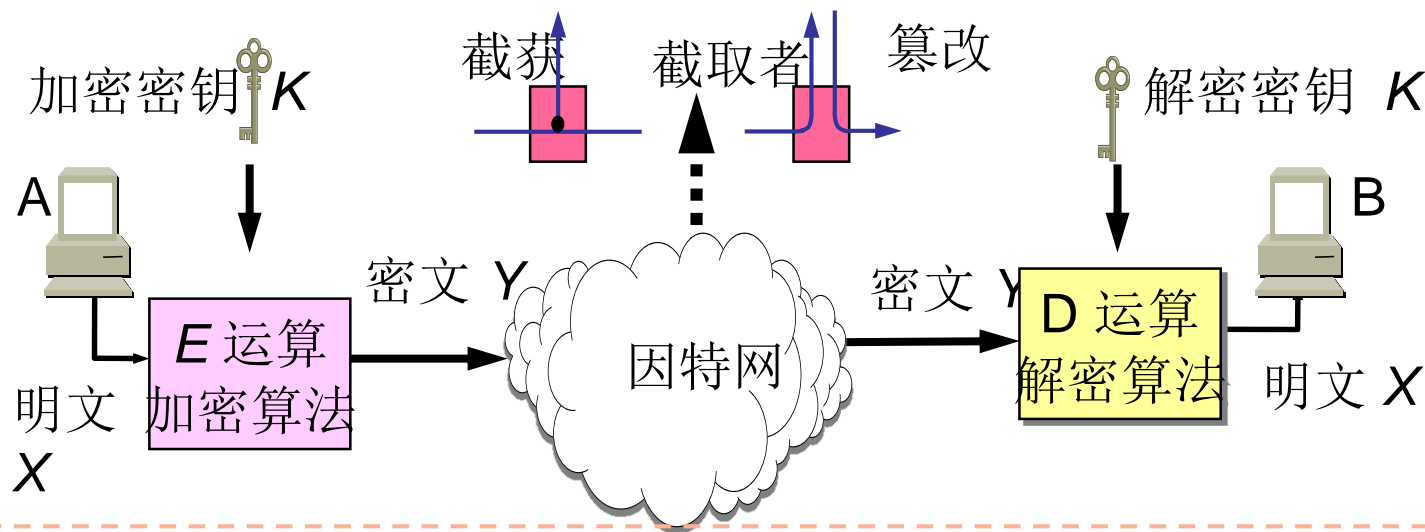 截获
截取者
篡改
加密密钥 K
解密密钥 K
A
B
密文 Y
密文 Y
E 运算
加密算法
因特网
D 运算
解密算法
明文
X
明文 X